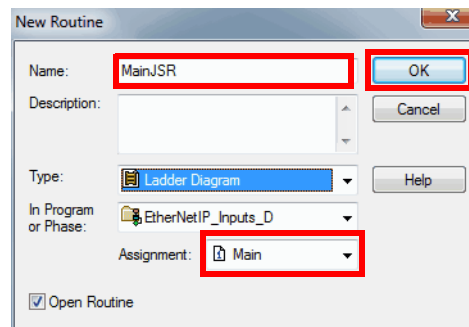 New Routine
Name: MainJSR OK
Description: Cancel
Type: Ladder Diagram Help
In Program
or Phase: EtherNetIP_Inputs_D
Assignment: Main
Open Routine